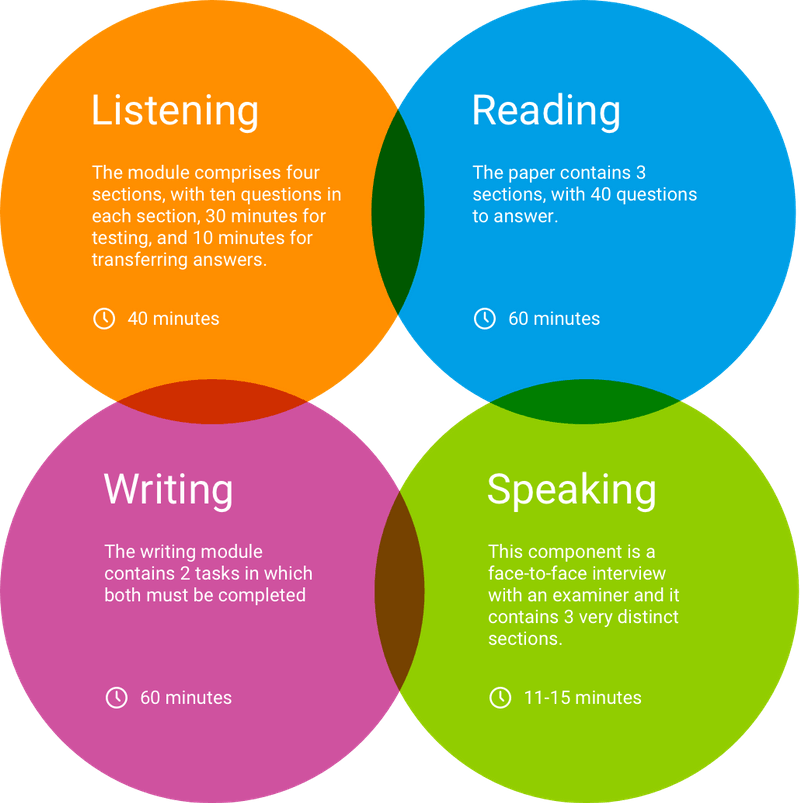 Listening
The module comprises four
sections, with ten questions in
each section, 30 minutes for
testing, and 10 minutes for
transferring answers.
40 minutes
Reading
The paper contains 3
sections, with 40 questions
to answer.
60 minutes
Writing
The writing module
contains 2 tasks in which
both must be completed
60 minutes
Speaking
This component is a
face-to-face interview
with an examiner and it
contains 3 very distinct
sections.
11-15 minutes